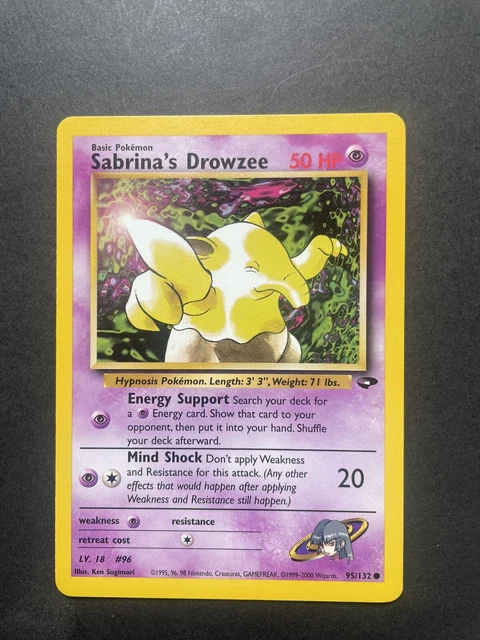 Basic Pokémon
Sabrina's Drowzee 50 HP
Hypnosis Pokémon. Length: 3' 3", Weight: 71 lbs.
Energy Support Search your deck for
a Energy card. Show that card to your
opponent, then put it into your hand. Shuffle
your deck afterward.
Mind Shock Don't apply Weakness
and Resistance for this attack. (Any other
effects that would happen after applying
Weakness and Resistance still happen.)
20
weakness resistance
retreat cost
LV. 18 #96
Illus. Ken Sugimori ©1995, 96, 98 Nintendo, Creatures, GAMEFREAK. ©1999-2000 Wizards. 95/132